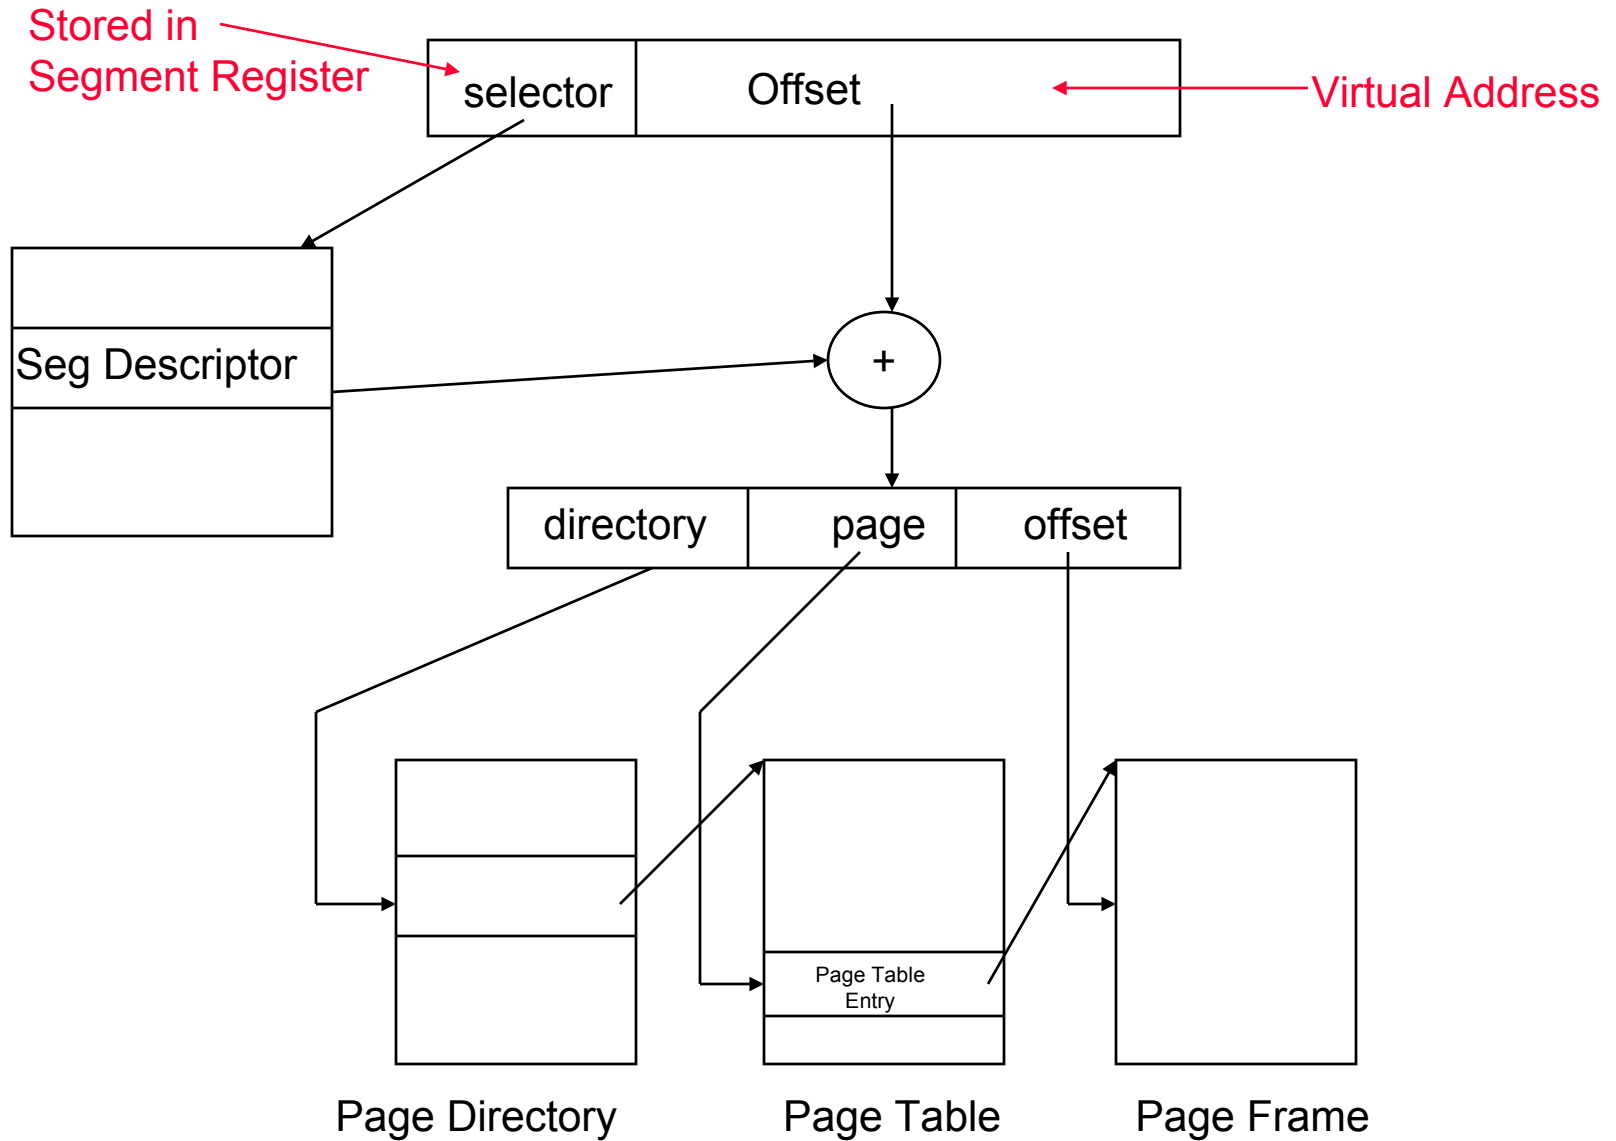 Stored in
Segment Register
selector
Offset
Virtual Address
Seg Descriptor
+
directory
page
offset
Page Table
Entry
Page Directory
Page Table
Page Frame